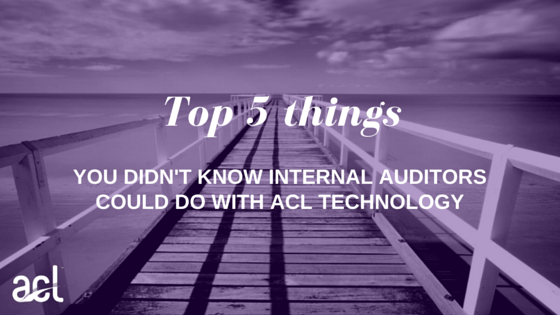 Top 5 things
YOU DIDN'T KNOW INTERNAL AUDITORS
COULD DO WITH ACL TECHNOLOGY
acl